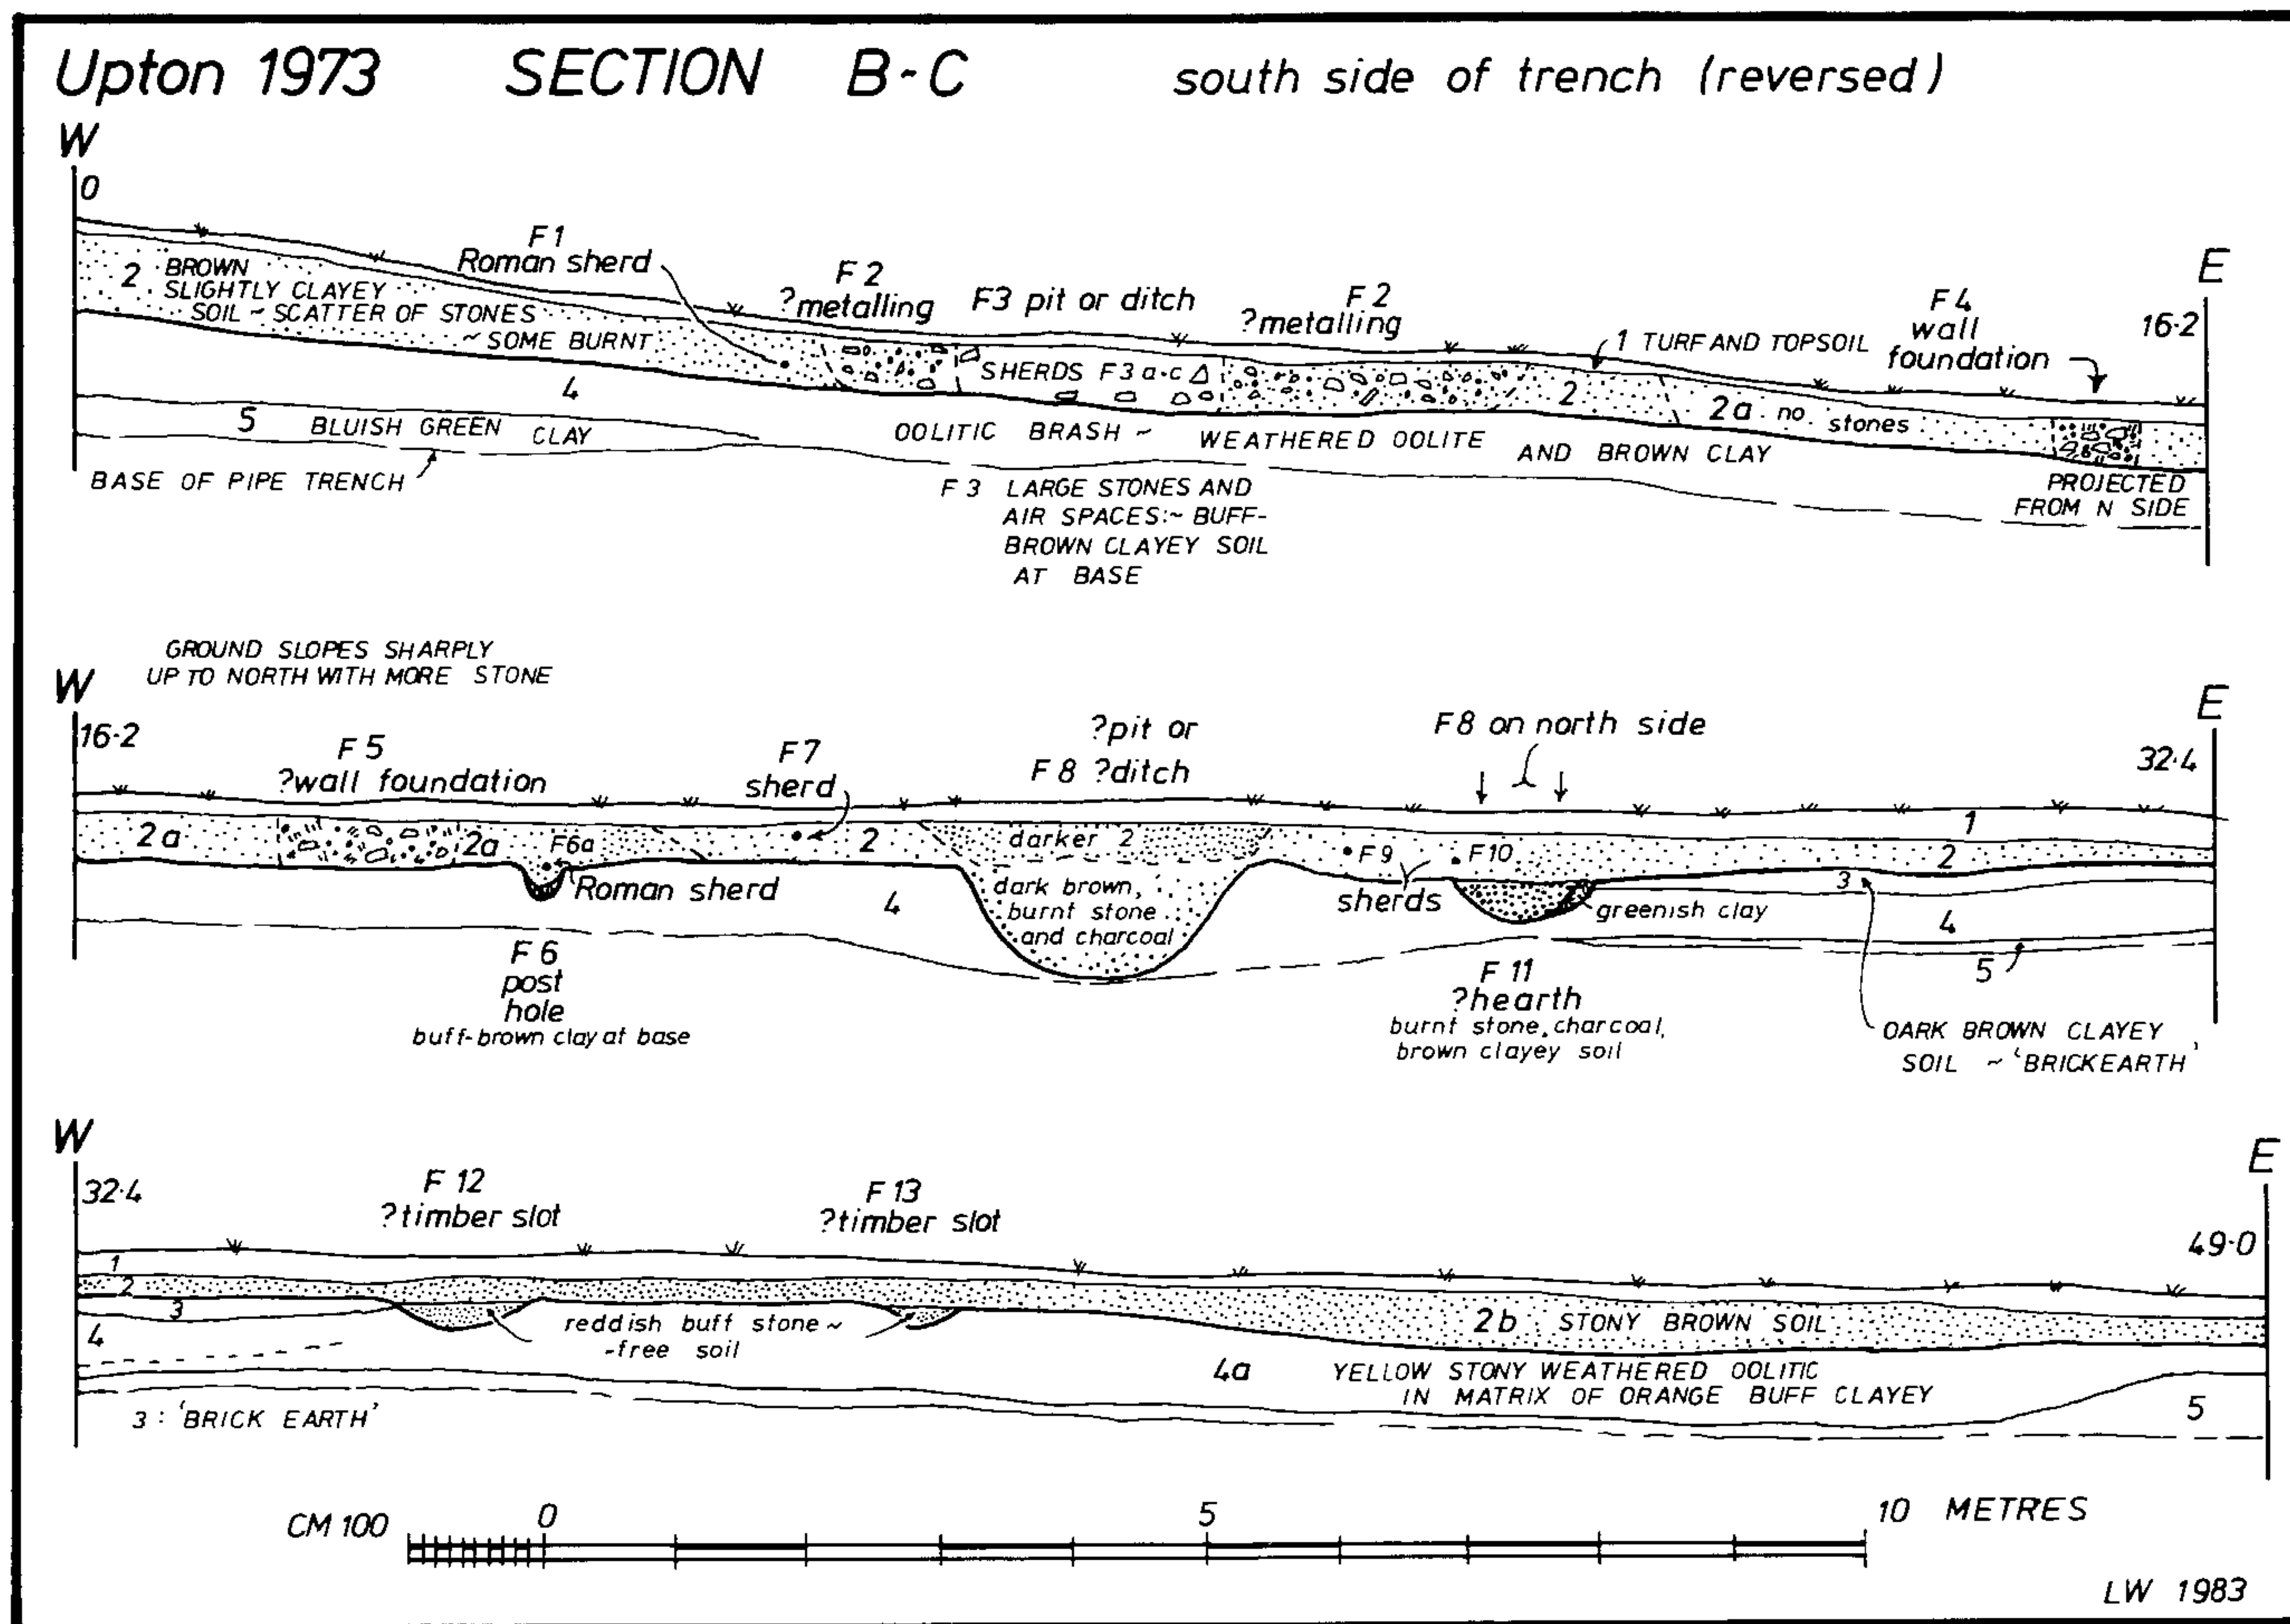 Upton 1973 SECTION B-C south side of trench (reversed)
W
0
E
16·2
F1
Roman sherd
F2
?metalling
F3 pit or ditch
F2
?metalling
1 TURF AND TOPSOIL
F4
wall
foundation
2 BROWN
SLIGHTLY CLAYEY
SOIL ~ SCATTER OF STONES
~ SOME BURNT
SHERDS F3 a·c
2
2a no stones
4
5 BLUISH GREEN CLAY
OOLITIC BRASH ~ WEATHERED OOLITE AND BROWN CLAY
BASE OF PIPE TRENCH
F 3 LARGE STONES AND
AIR SPACES:~ BUFF-
BROWN CLAYEY SOIL
AT BASE
PROJECTED
FROM N SIDE
GROUND SLOPES SHARPLY
UP TO NORTH WITH MORE STONE
W
16·2
E
32·4
F 5
?wall foundation
F7
sherd
?pit or
F8 ?ditch
F8 on north side
2a
2a
F6a
2
darker 2
F9
F10
1
2
3
Roman sherd
4
dark brown,
burnt stone
and charcoal
sherds
greenish clay
4
5
F 6
post
hole
buff-brown clay at base
F 11
?hearth
burnt stone, charcoal,
brown clayey soil
OARK BROWN CLAYEY
SOIL ~ 'BRICKEARTH'
W
32·4
E
49·0
F 12
?timber slot
F 13
?timber slot
1
2
3
4
reddish buff stone ~
-free soil
2b STONY BROWN SOIL
4a YELLOW STONY WEATHERED OOLITIC
IN MATRIX OF ORANGE BUFF CLAYEY
5
3 : 'BRICK EARTH'
CM 100 0 5 10 METRES
LW 1983